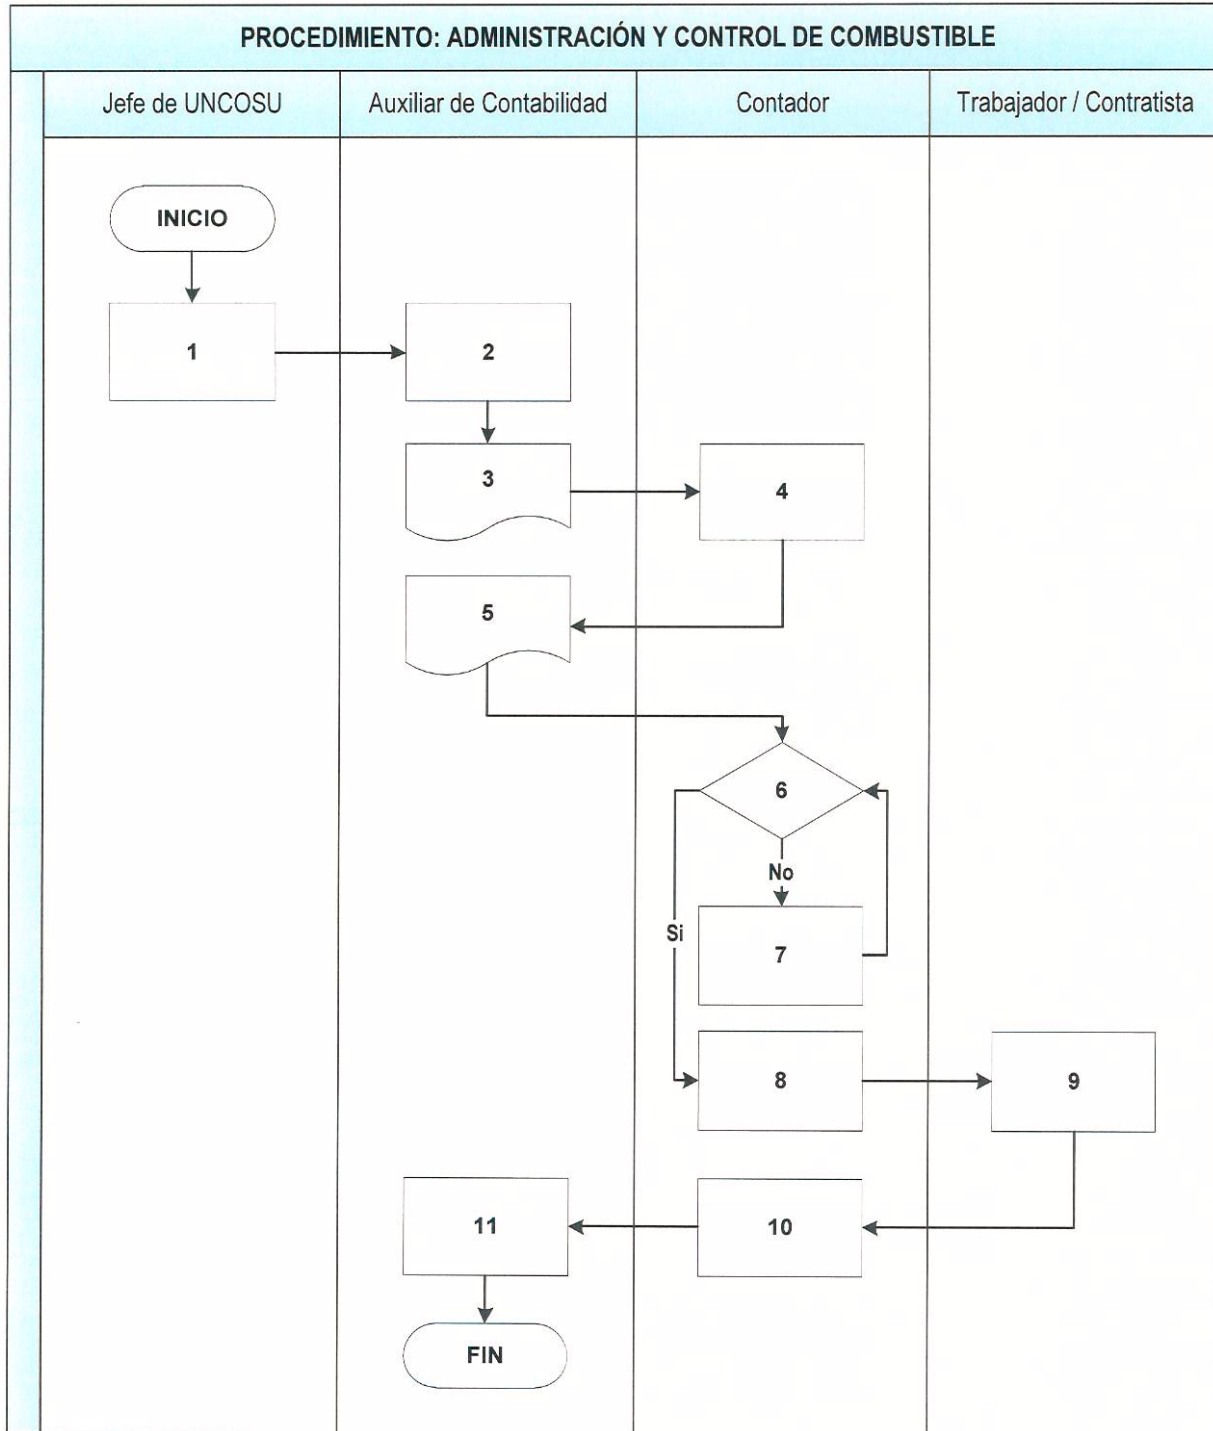 PROCEDIMIENTO: ADMINISTRACIÓN Y CONTROL DE COMBUSTIBLE
Jefe de UNCOSU
Auxiliar de Contabilidad
Contador
Trabajador / Contratista
INICIO
1
2
3
4
5
6
No
Si
7
8
9
11
10
FIN